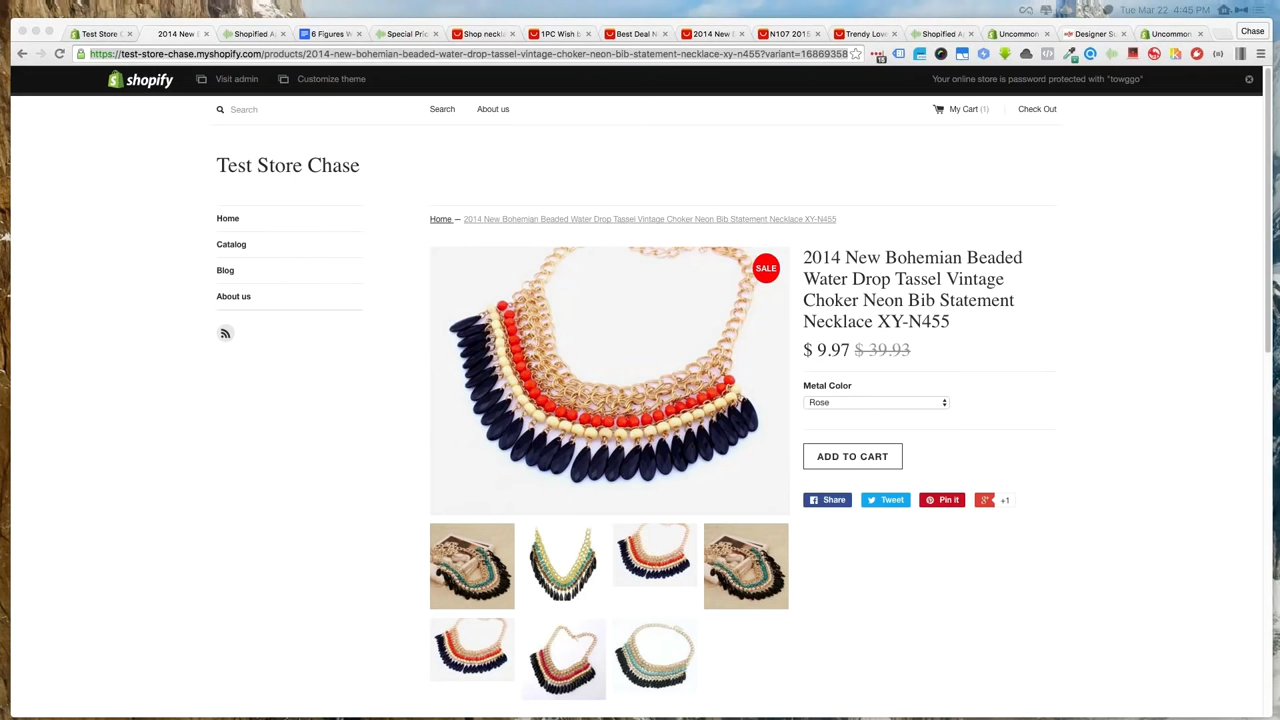 Tue Mar 22 4:45 PM
Test Store C
2014 New B
Shopified Ap
6 Figures W
Special Pric
Shop neckl
1PC Wish b
Best Deal N
2014 New B
N107 2015
Trendy Lov
Shopified A
Uncommon
Designer Su
Uncommon
Chase
https://test-store-chase.myshopify.com/products/2014-new-bohemian-beaded-water-drop-tassel-vintage-choker-neon-bib-statement-necklace-xy-n455?variant=16869358
shopify
Visit admin
Customize theme
Your online store is password protected with "towggo"
Search
Search
About us
My Cart (1)
Check Out
Test Store Chase
Home
Catalog
Blog
About us
Home — 2014 New Bohemian Beaded Water Drop Tassel Vintage Choker Neon Bib Statement Necklace XY-N455
SALE
2014 New Bohemian Beaded
Water Drop Tassel Vintage
Choker Neon Bib Statement
Necklace XY-N455
$ 9.97 $ 39.93
Metal Color
Rose
ADD TO CART
Share
Tweet
Pin it
g+
+1